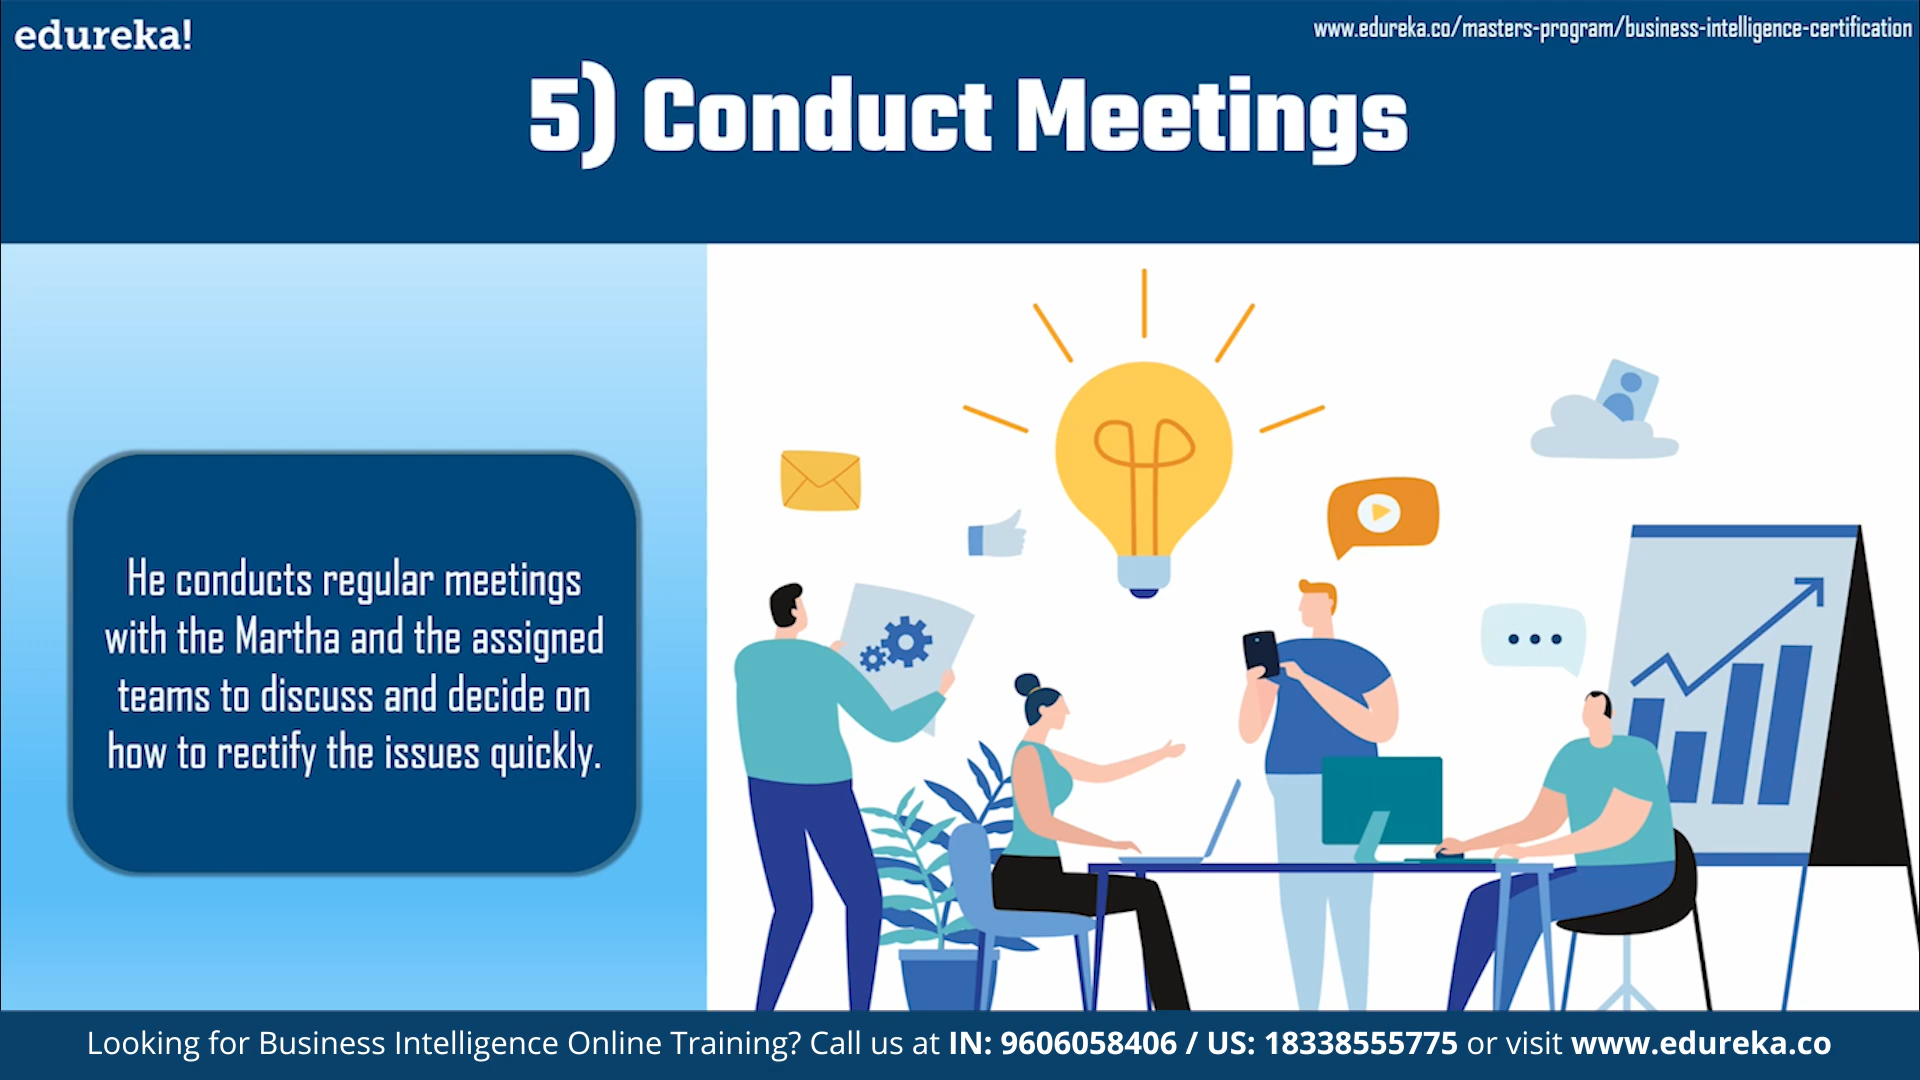 edureka!
www.edureka.co/masters-program/business-intelligence-certification
5) Conduct Meetings
He conducts regular meetings
with the Martha and the assigned
teams to discuss and decide on
how to rectify the issues quickly.
Looking for Business Intelligence Online Training? Call us at IN: 9606058406 / US: 18338555775 or visit www.edureka.co